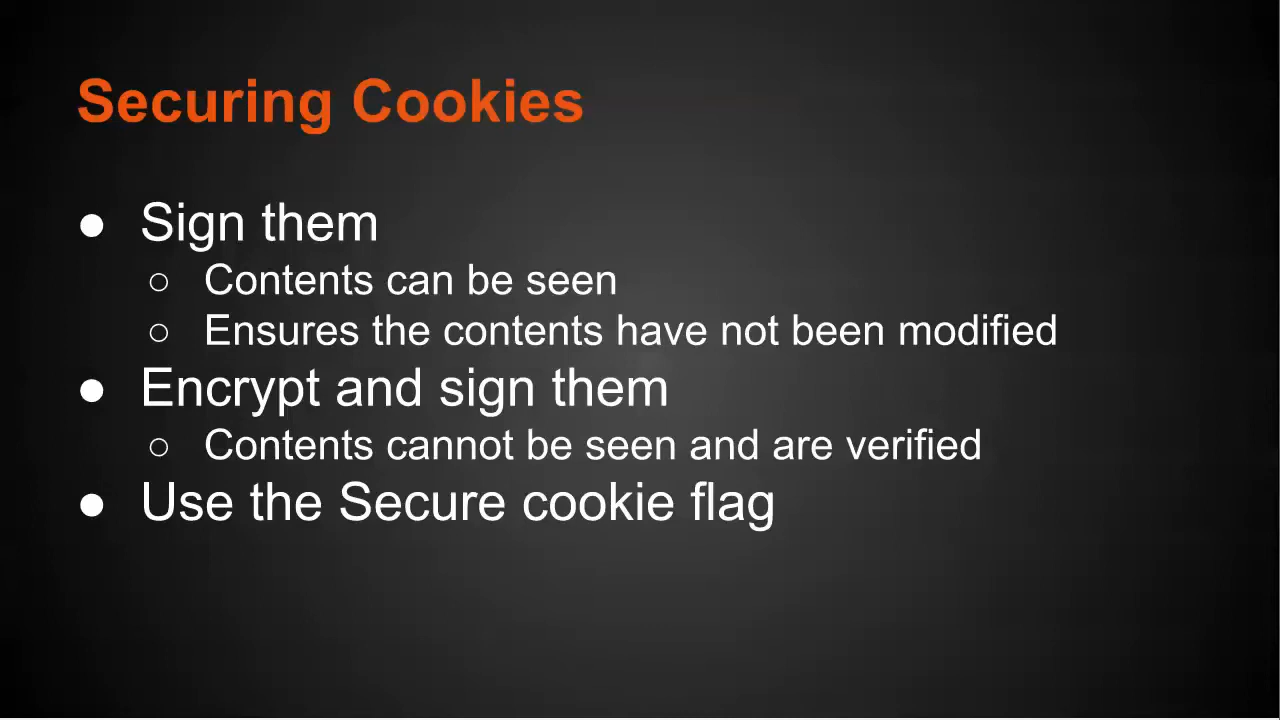 Securing Cookies
● Sign them
○ Contents can be seen
○ Ensures the contents have not been modified
● Encrypt and sign them
○ Contents cannot be seen and are verified
● Use the Secure cookie flag